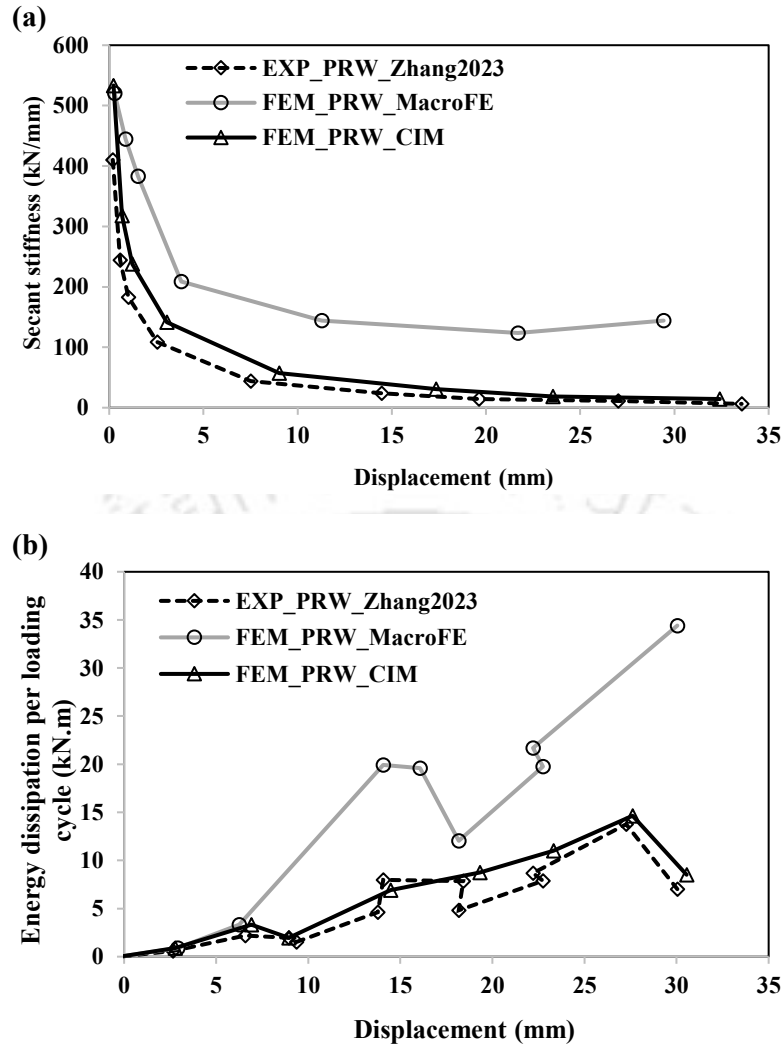 (a)
600
500
400
300
200
100
0
Secant stiffness (kN/mm)
EXP_PRW_Zhang2023
FEM_PRW_MacroFE
FEM_PRW_CIM
0 5 10 15 20 25 30 35
Displacement (mm)
(b)
40
35
30
25
20
15
10
5
0
Energy dissipation per loading
cycle (kN.m)
EXP_PRW_Zhang2023
FEM_PRW_MacroFE
FEM_PRW_CIM
0 5 10 15 20 25 30 35
Displacement (mm)